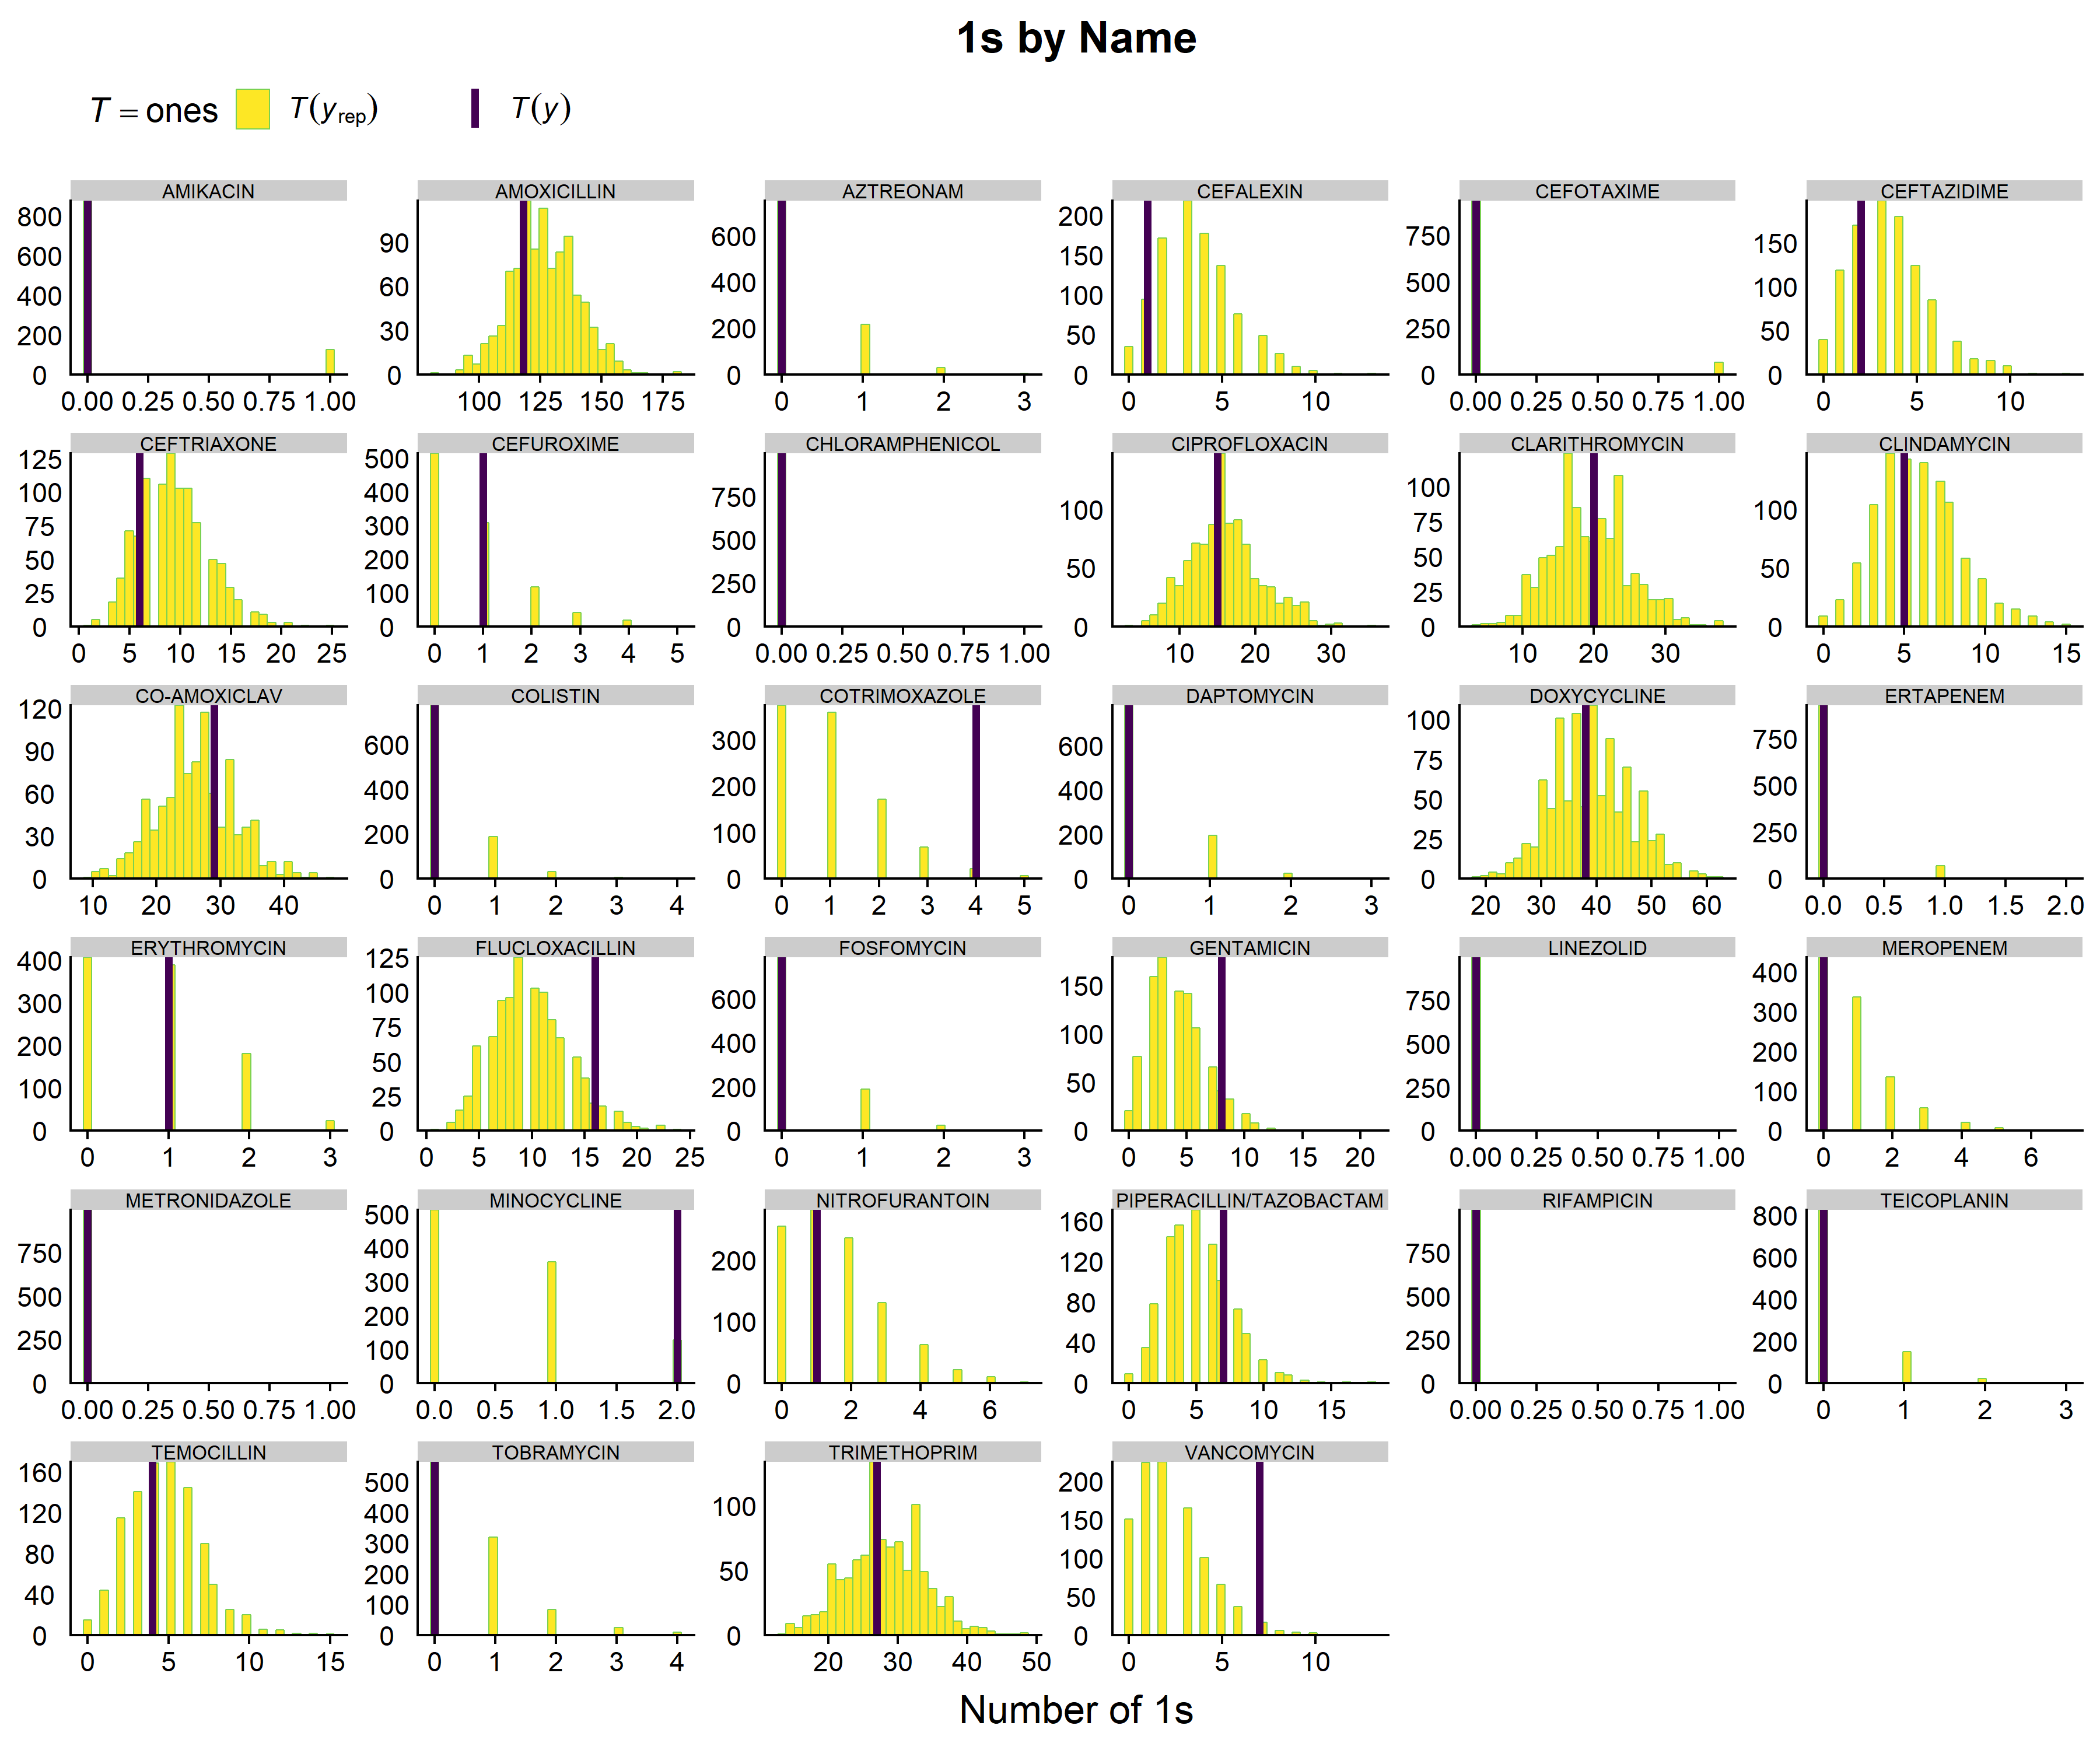 1s by Name
T = ones T(yrep) T(y)
AMIKACIN AMOXICILLIN AZTREONAM CEFALEXIN CEFOTAXIME CEFTAZIDIME
800 600 400 200 0
90 60 30 0
600 400 200 0
200 150 100 50 0
750 500 250 0
150 100 50 0
0.00 0.25 0.50 0.75 1.00
100 125 150 175
0 1 2 3
0 5 10
0.00 0.25 0.50 0.75 1.00
0 5 10
CEFTRIAXONE CEFUROXIME CHLORAMPHENICOL CIPROFLOXACIN CLARITHROMYCIN CLINDAMYCIN
125 100 75 50 25 0
500 400 300 200 100 0
750 500 250 0
100 50 0
100 75 50 25 0
100 50 0
0 5 10 15 20 25
0 1 2 3 4 5
0.00 0.25 0.50 0.75 1.00
10 20 30
10 20 30
0 5 10 15
CO-AMOXICLAV COLISTIN COTRIMOXAZOLE DAPTOMYCIN DOXYCYCLINE ERTAPENEM
120 90 60 30 0
600 400 200 0
300 200 100 0
600 400 200 0
100 75 50 25 0
750 500 250 0
10 20 30 40
0 1 2 3 4
0 1 2 3 4 5
0 1 2 3
20 30 40 50 60
0.0 0.5 1.0 1.5 2.0
ERYTHROMYCIN FLUCLOXACILLIN FOSFOMYCIN GENTAMICIN LINEZOLID MEROPENEM
400 300 200 100 0
125 100 75 50 25 0
600 400 200 0
150 100 50 0
750 500 250 0
400 300 200 100 0
0 1 2 3
0 5 10 15 20 25
0 1 2 3
0 5 10 15 20
0.00 0.25 0.50 0.75 1.00
0 2 4 6
METRONIDAZOLE MINOCYCLINE NITROFURANTOIN PIPERACILLIN/TAZOBACTAM RIFAMPICIN TEICOPLANIN
750 500 250 0
500 400 300 200 100 0
200 100 0
160 120 80 40 0
750 500 250 0
800 600 400 200 0
0.00 0.25 0.50 0.75 1.00
0.0 0.5 1.0 1.5 2.0
0 2 4 6
0 5 10 15
0.00 0.25 0.50 0.75 1.00
0 1 2 3
TEMOCILLIN TOBRAMYCIN TRIMETHOPRIM VANCOMYCIN
160 120 80 40 0
500 400 300 200 100 0
100 50 0
200 150 100 50 0
0 5 10 15
0 1 2 3 4
20 30 40 50
0 5 10
Number of 1s